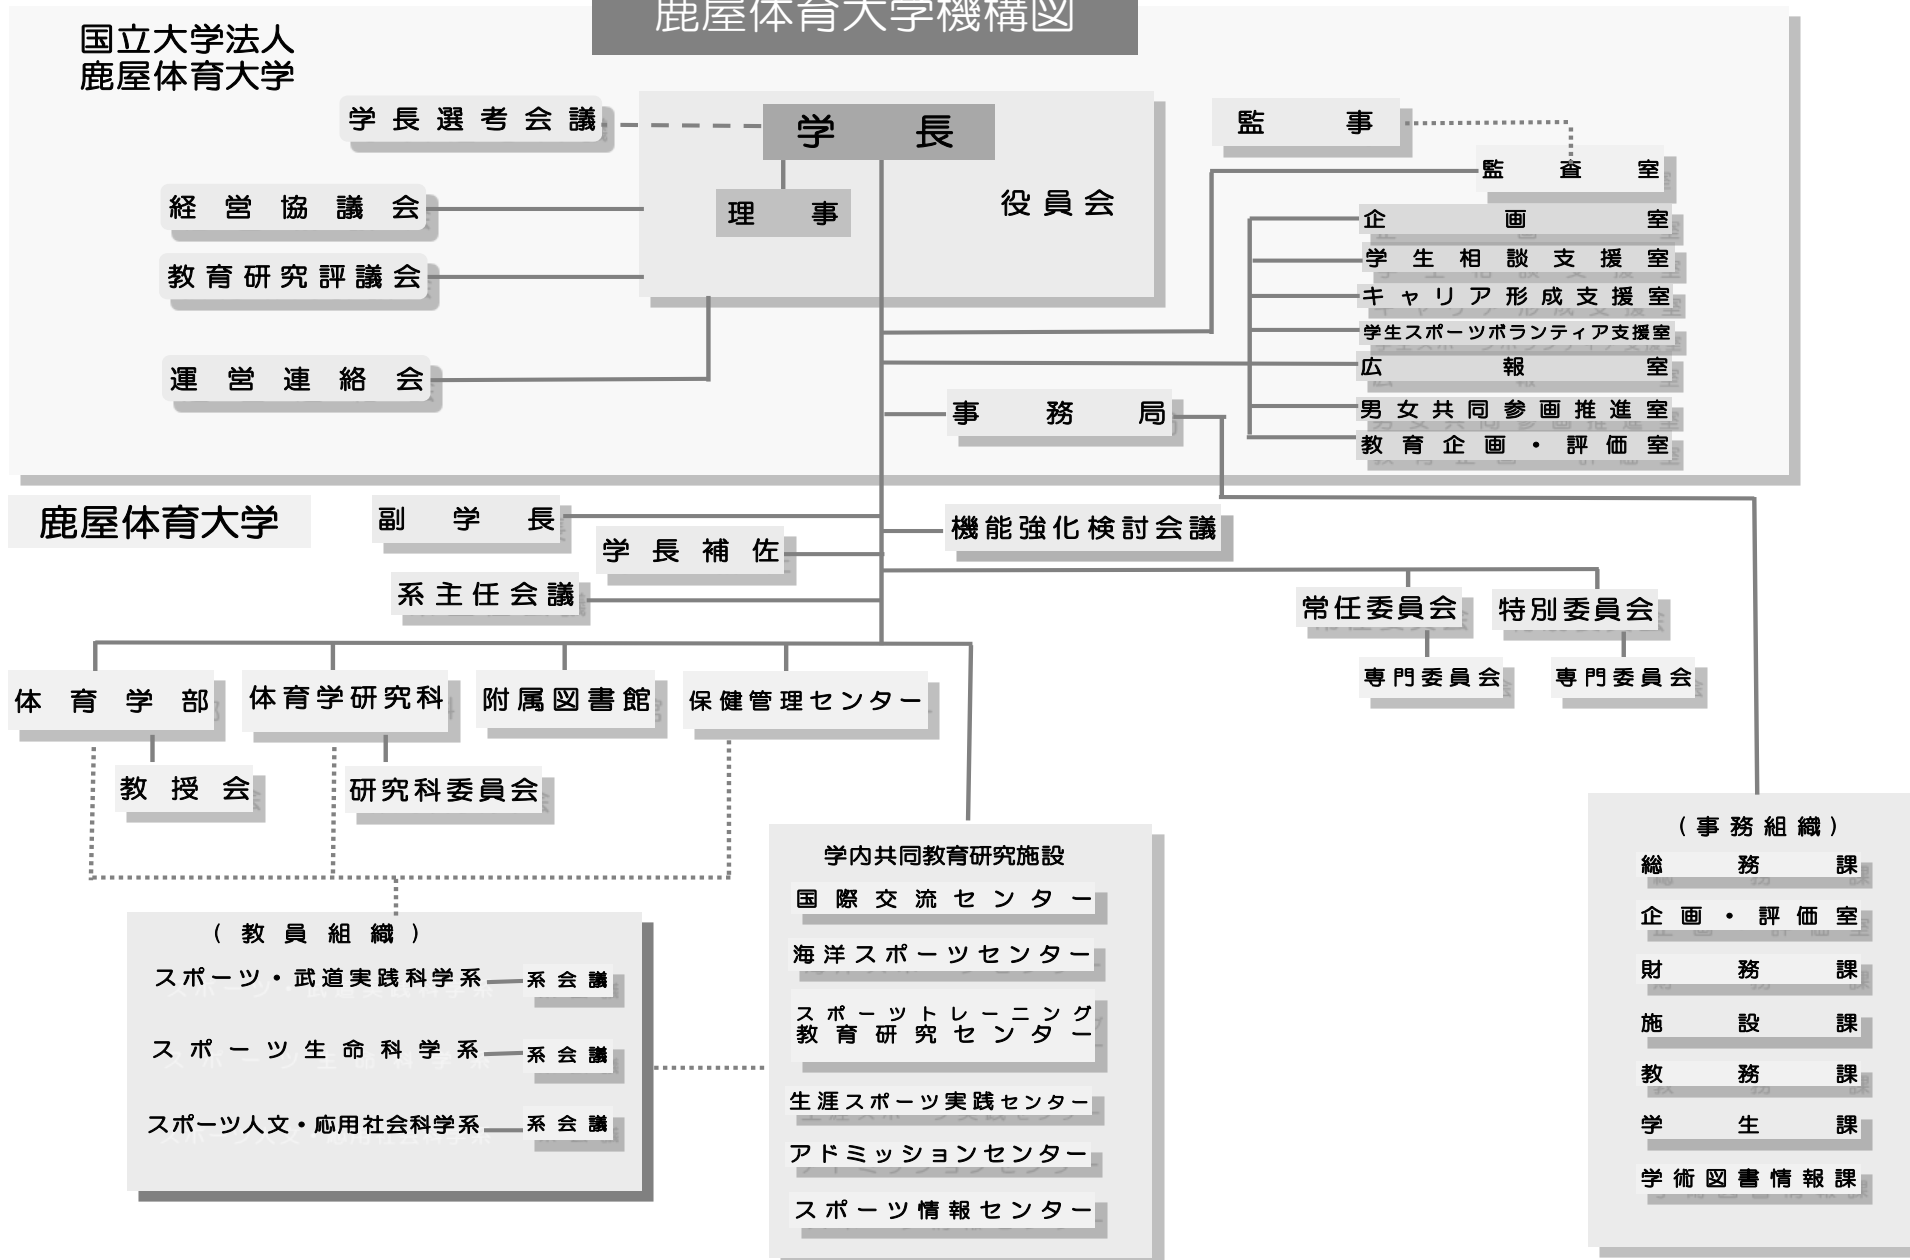 鹿屋体育大学機構図
国立大学法人
鹿屋体育大学
学長選考会議
学長
監事
監査室
理事
役員会
経営協議会
教育研究評議会
運営連絡会
企画室
学生相談支援室
キャリア形成支援室
学生スポーツボランティア支援室
広報室
男女共同参画推進室
教育企画・評価室
事務局
鹿屋体育大学
副学長
学長補佐
系主任会議
機能強化検討会議
常任委員会
特別委員会
専門委員会
専門委員会
体育学部
体育学研究科
附属図書館
保健管理センター
教授会
研究科委員会
(教員組織)
スポーツ・武道実践科学系
系会議
スポーツ生命科学系
系会議
スポーツ人文・応用社会科学系
系会議
学内共同教育研究施設
国際交流センター
海洋スポーツセンター
スポーツトレーニング
教育研究センター
生涯スポーツ実践センター
アドミッションセンター
スポーツ情報センター
(事務組織)
総務課
企画・評価室
財務課
施設課
教務課
学生課
学術図書情報課